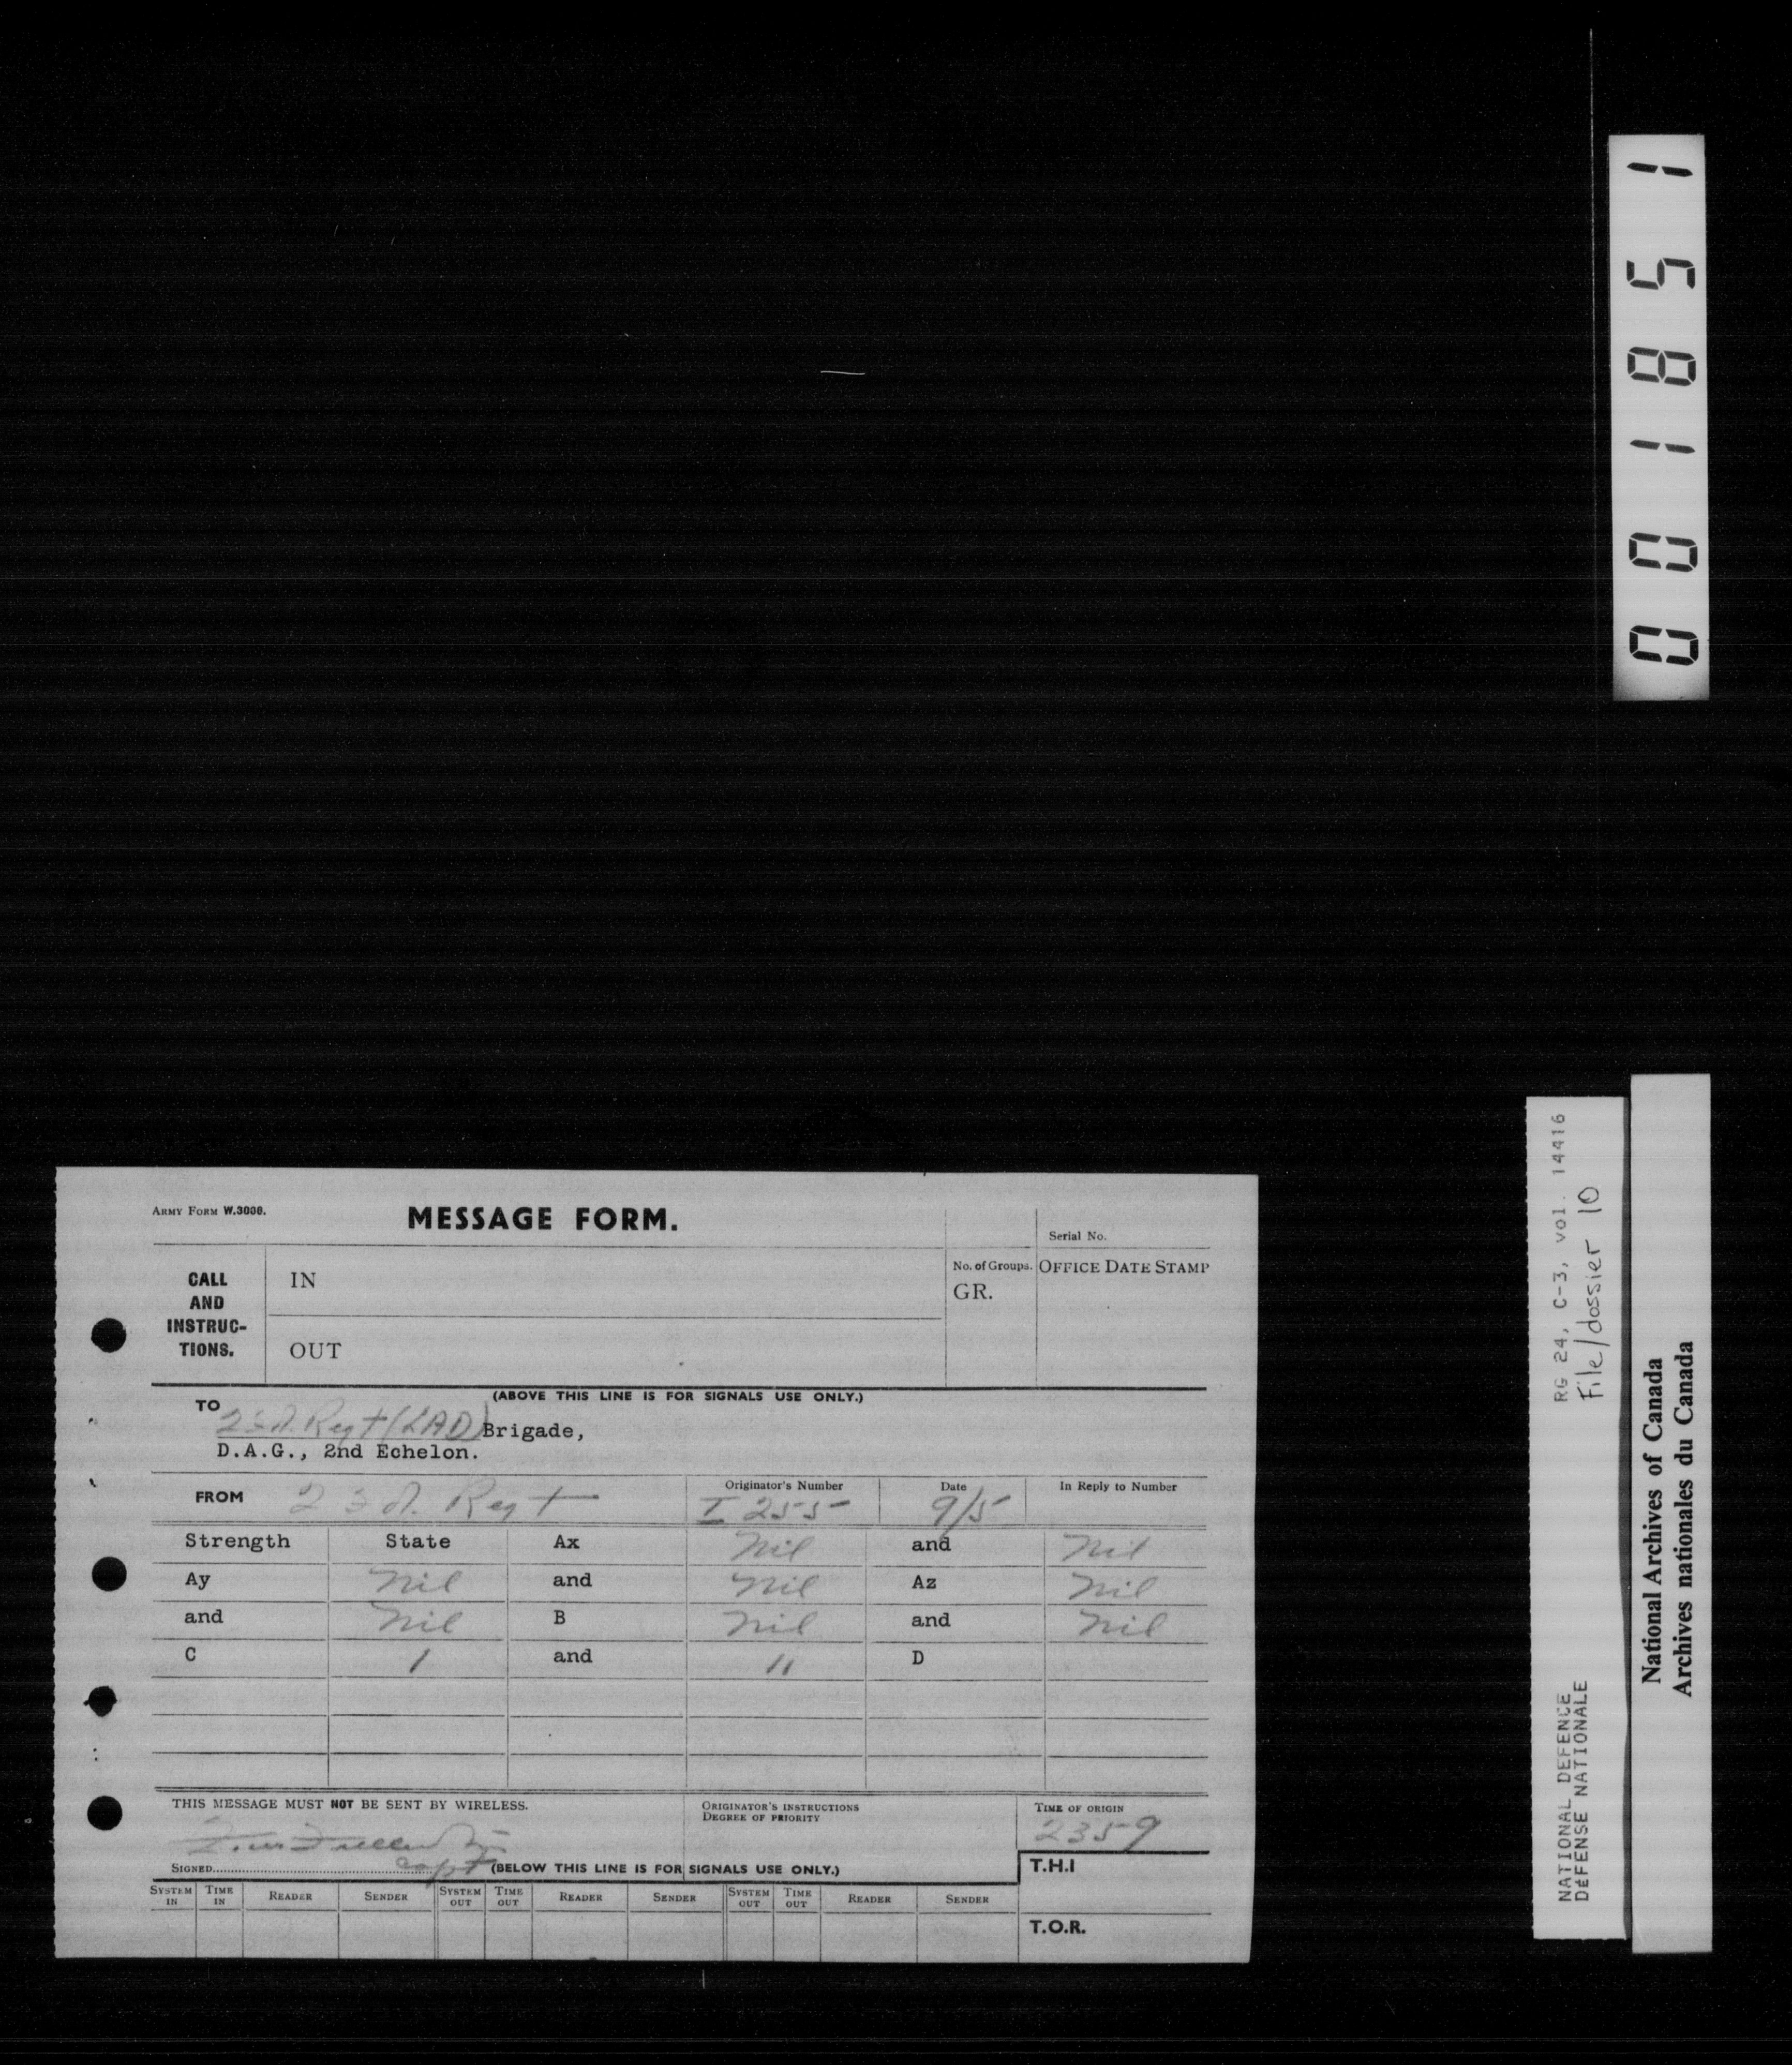 001851
ARMY FORM W.3000.
MESSAGE FORM.
Serial No.
CALL AND INSTRUC-TIONS.
IN
No. of Groups.
GR.
OFFICE DATE STAMP
OUT
(ABOVE THIS LINE IS FOR SIGNALS USE ONLY.)
TO
23 A. Regt (LAD) Brigade,
D.A.G., 2nd Echelon.
FROM 23 A. Regt
Originator's Number
I 255
Date
9/5
In Reply to Number
Strength State Ax Nil and Nil
Ay Nil and Nil Az Nil
and Nil B Nil and Nil
C 1 and 11 D
THIS MESSAGE MUST NOT BE SENT BY WIRELESS.
ORIGINATOR'S INSTRUCTIONS
DEGREE OF PRIORITY
TIME OF ORIGIN
2359
SIGNED Capt (BELOW THIS LINE IS FOR SIGNALS USE ONLY.)
T.H.I
SYSTEM IN TIME IN READER SENDER SYSTEM OUT TIME OUT READER SENDER SYSTEM OUT TIME OUT READER SENDER
T.O.R.
NATIONAL DEFENCE RG 24, C-3, vol. 14416
DÉFENSE NATIONALE File/dossier 10
National Archives of Canada
Archives nationales du Canada